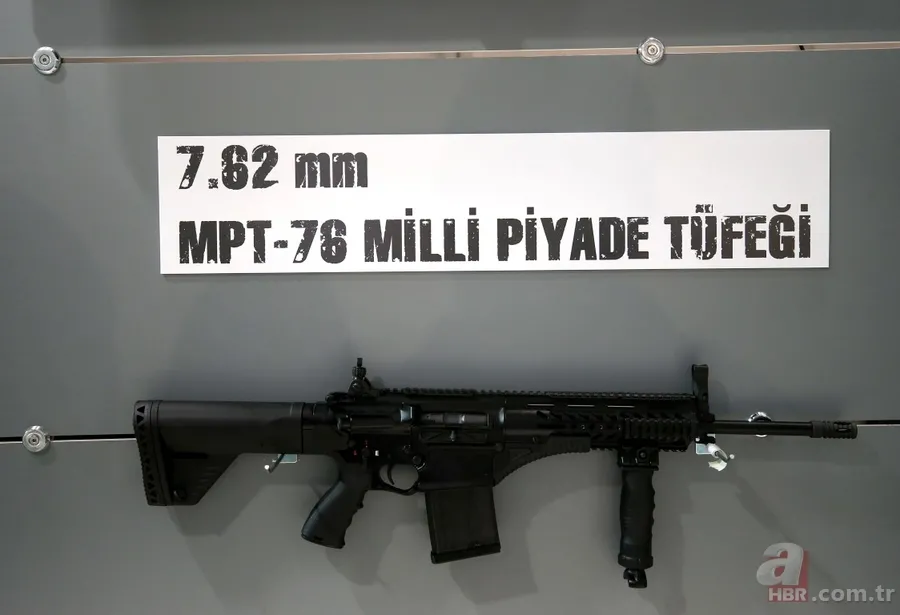 7.62 mm
MPT-76 MİLLİ PİYADE TÜFEĞİ
a
HBR.com.tr